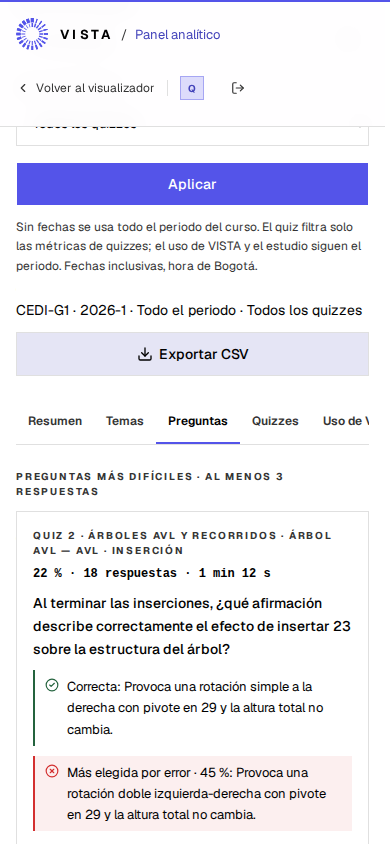 VISTA / Panel analítico
Volver al visualizador Q
Aplicar
Sin fechas se usa todo el periodo del curso. El quiz filtra solo
las métricas de quizzes; el uso de VISTA y el estudio siguen el
periodo. Fechas inclusivas, hora de Bogotá.
CEDI-G1 · 2026-1 · Todo el periodo · Todos los quizzes
Exportar CSV
Resumen Temas Preguntas Quizzes Uso de
PREGUNTAS MÁS DIFÍCILES · AL MENOS 3
RESPUESTAS
QUIZ 2 · ÁRBOLES AVL Y RECORRIDOS · ÁRBOL
AVL — AVL · INSERCIÓN
22 % · 18 respuestas · 1 min 12 s
Al terminar las inserciones, ¿qué afirmación
describe correctamente el efecto de insertar 23
sobre la estructura del árbol?
Correcta: Provoca una rotación simple a la
derecha con pivote en 29 y la altura total no
cambia.
Más elegida por error · 45 %: Provoca una
rotación doble izquierda-derecha con pivote
en 29 y la altura total no cambia.